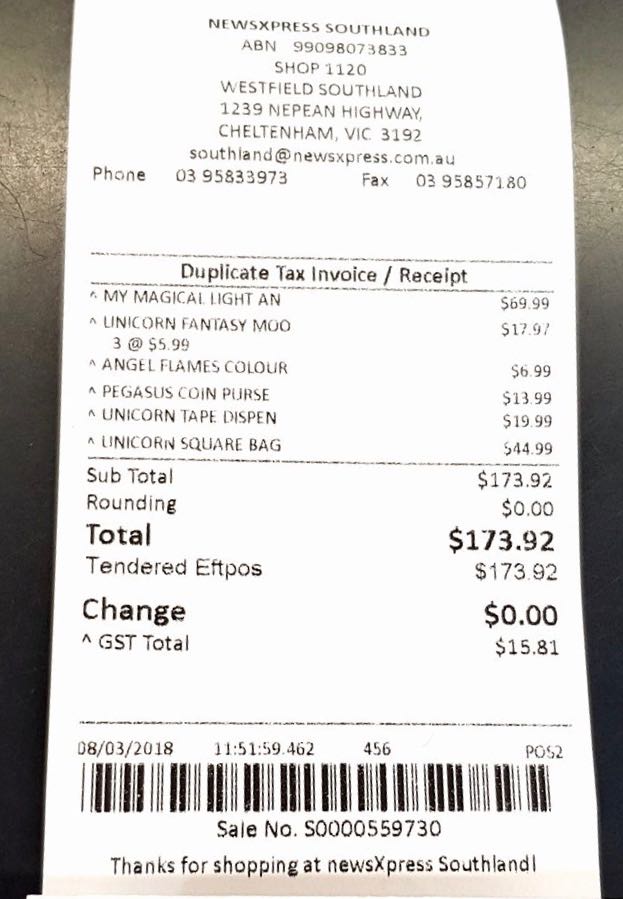 NEWSXPRESS SOUTHLAND
ABN 99098073833
SHOP 1120
WESTFIELD SOUTHLAND
1239 NEPEAN HIGHWAY,
CHELTENHAM, VIC 3192
southland@newsxpress.com.au
Phone 03 95833973 Fax 03 95857180
Duplicate Tax Invoice / Receipt
^ MY MAGICAL LIGHT AN $69.99
^ UNICORN FANTASY MOO $17.97
3 @ $5.99
^ ANGEL FLAMES COLOUR $6.99
^ PEGASUS COIN PURSE $13.99
^ UNICORN TAPE DISPEN $19.99
^ UNICORN SQUARE BAG $44.99
Sub Total $173.92
Rounding $0.00
Total $173.92
Tendered Eftpos $173.92
Change $0.00
^ GST Total $15.81
08/03/2018 11:51:59.462 456 POS2
Sale No. S0000559730
Thanks for shopping at newsXpress Southland!